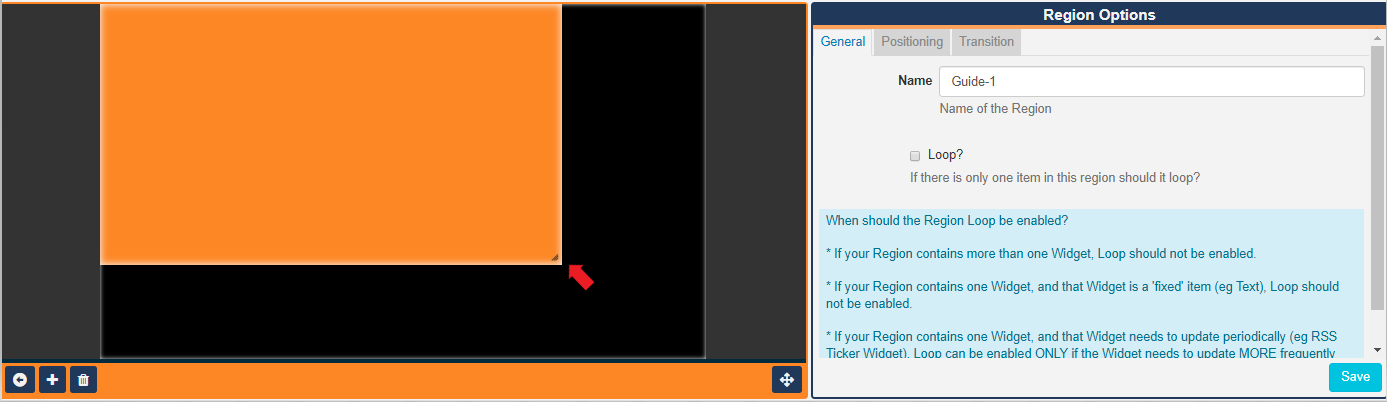 Region Options
General Positioning Transition
Name Guide-1
Name of the Region
Loop?
If there is only one item in this region should it loop?
When should the Region Loop be enabled?
* If your Region contains more than one Widget, Loop should not be enabled.
* If your Region contains one Widget, and that Widget is a 'fixed' item (eg Text), Loop should
not be enabled.
* If your Region contains one Widget, and that Widget needs to update periodically (eg RSS
Ticker Widget), Loop can be enabled ONLY if the Widget needs to update MORE frequently
Save